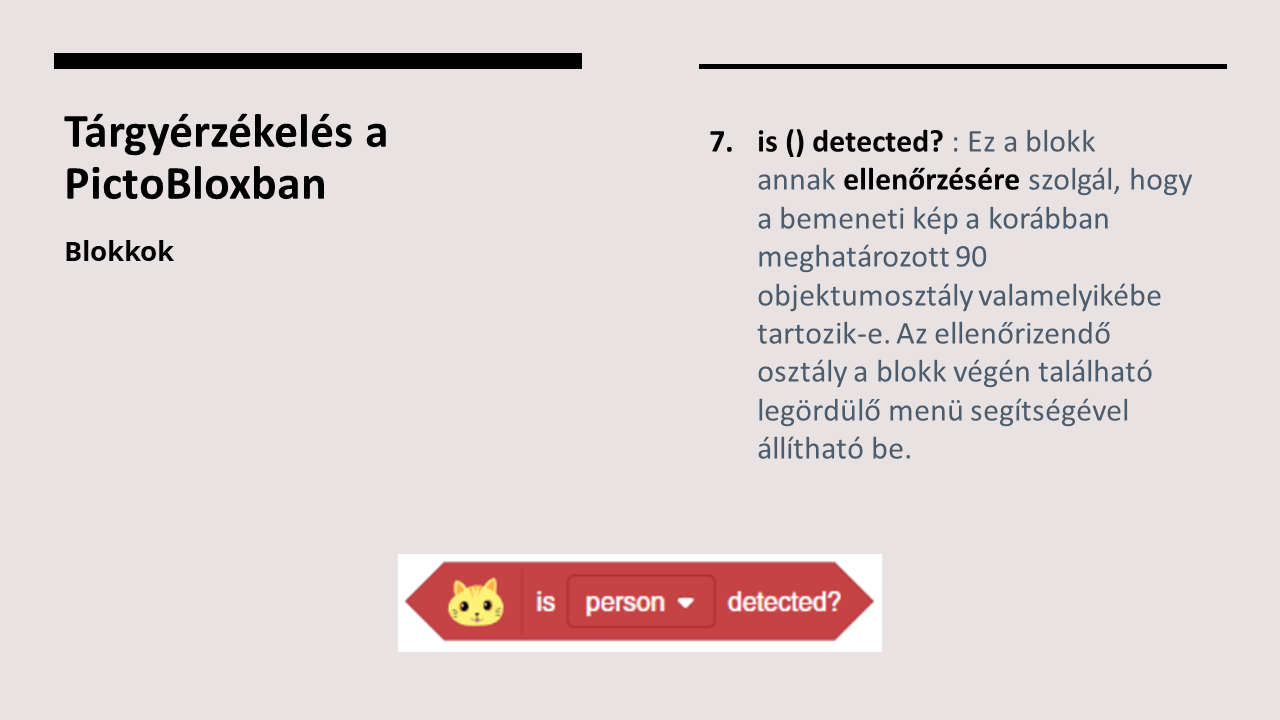 Tárgyérzékelés a
PictoBloxban
Blokkok
7. is () detected? : Ez a blokk
annak ellenőrzésére szolgál, hogy
a bemeneti kép a korábban
meghatározott 90
objektumosztály valamelyikébe
tartozik-e. Az ellenőrizendő
osztály a blokk végén található
legördülő menü segítségével
állítható be.
is person detected?